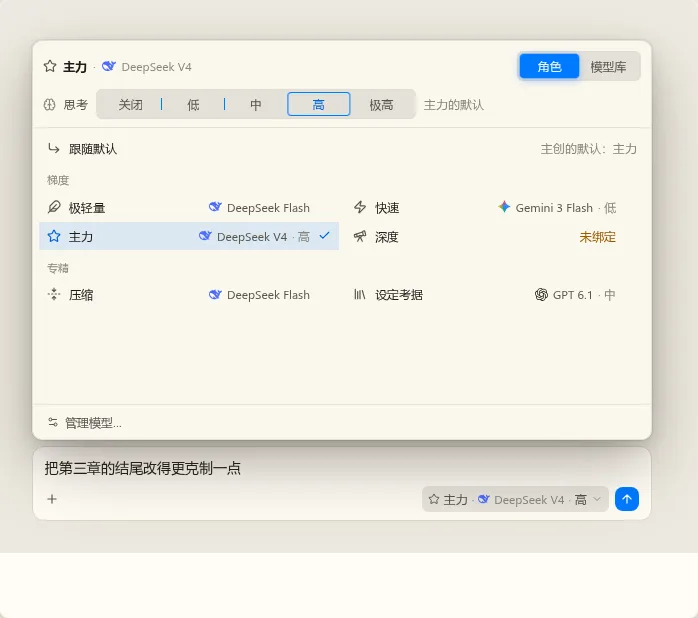 主力 · DeepSeek V4 角色 模型库
思考 关闭 低 中 高 极高 主力的默认
跟随默认 主创的默认：主力
梯度
极轻量 DeepSeek Flash 快速 Gemini 3 Flash · 低
主力 DeepSeek V4 · 高 深度 未绑定
专精
压缩 DeepSeek Flash 设定考据 GPT 6.1 · 中
管理模型...
把第三章的结尾改得更克制一点
主力 · DeepSeek V4 · 高